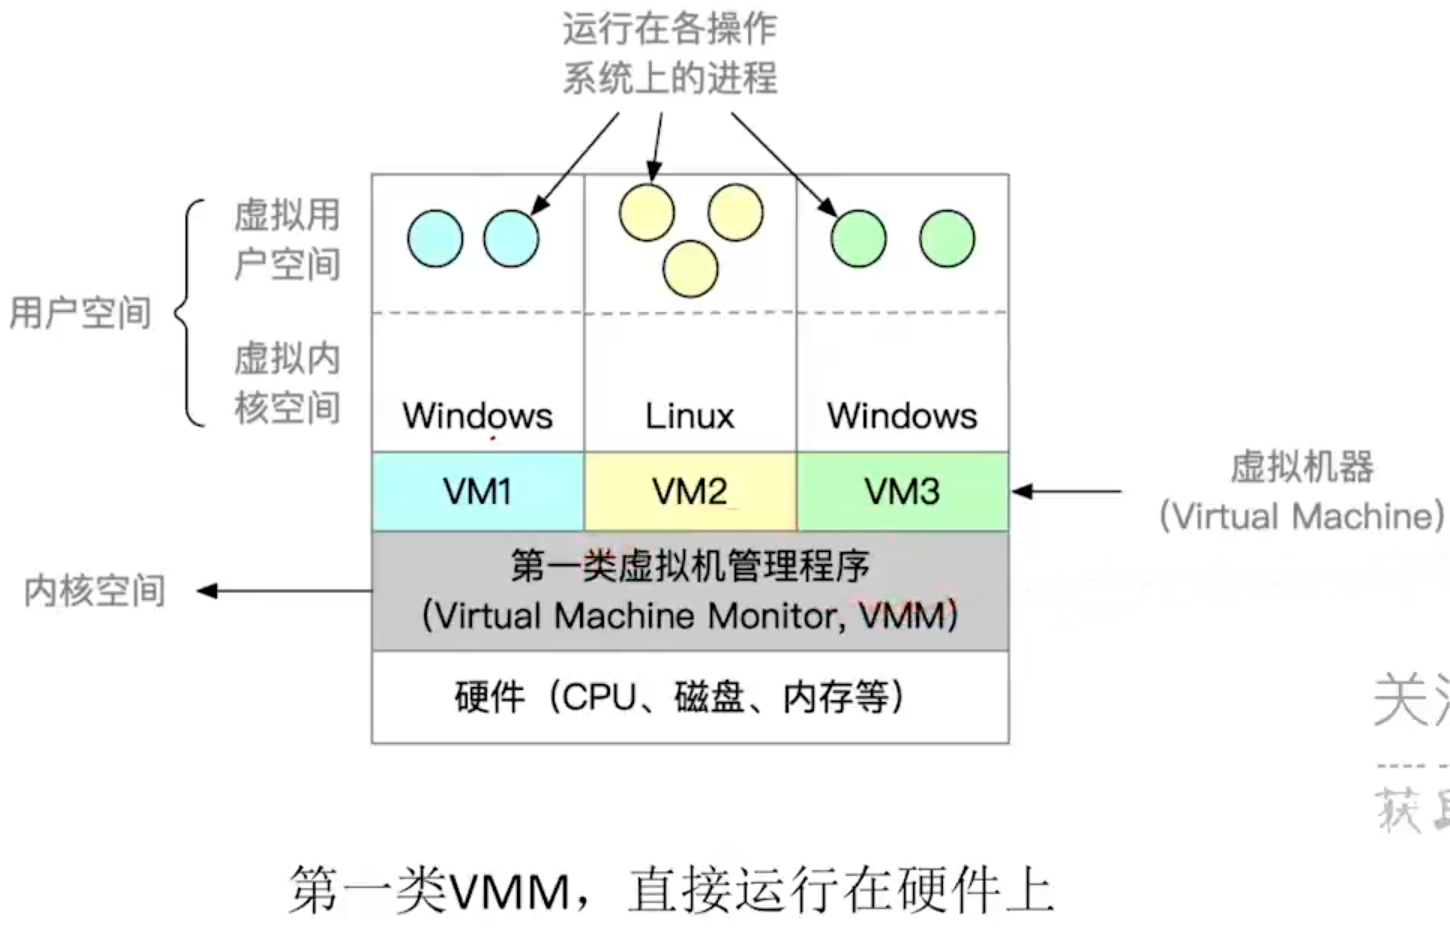 运行在各操作
系统上的进程
虚拟用
户空间
用户空间
虚拟内
核空间
Windows
Linux
Windows
VM1
VM2
VM3
虚拟机器
(Virtual Machine)
内核空间
第一类虚拟机管理程序
(Virtual Machine Monitor, VMM)
硬件（CPU、磁盘、内存等）
关
获
第一类VMM，直接运行在硬件上